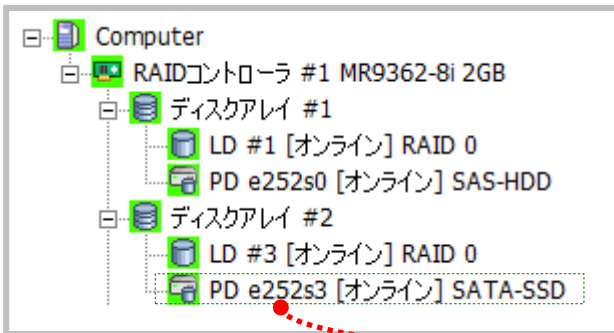 Computer
RAIDコントローラ #1 MR9362-8i 2GB
ディスクアレイ #1
LD #1 [オンライン] RAID 0
PD e252s0 [オンライン] SAS-HDD
ディスクアレイ #2
LD #3 [オンライン] RAID 0
PD e252s3 [オンライン] SATA-SSD